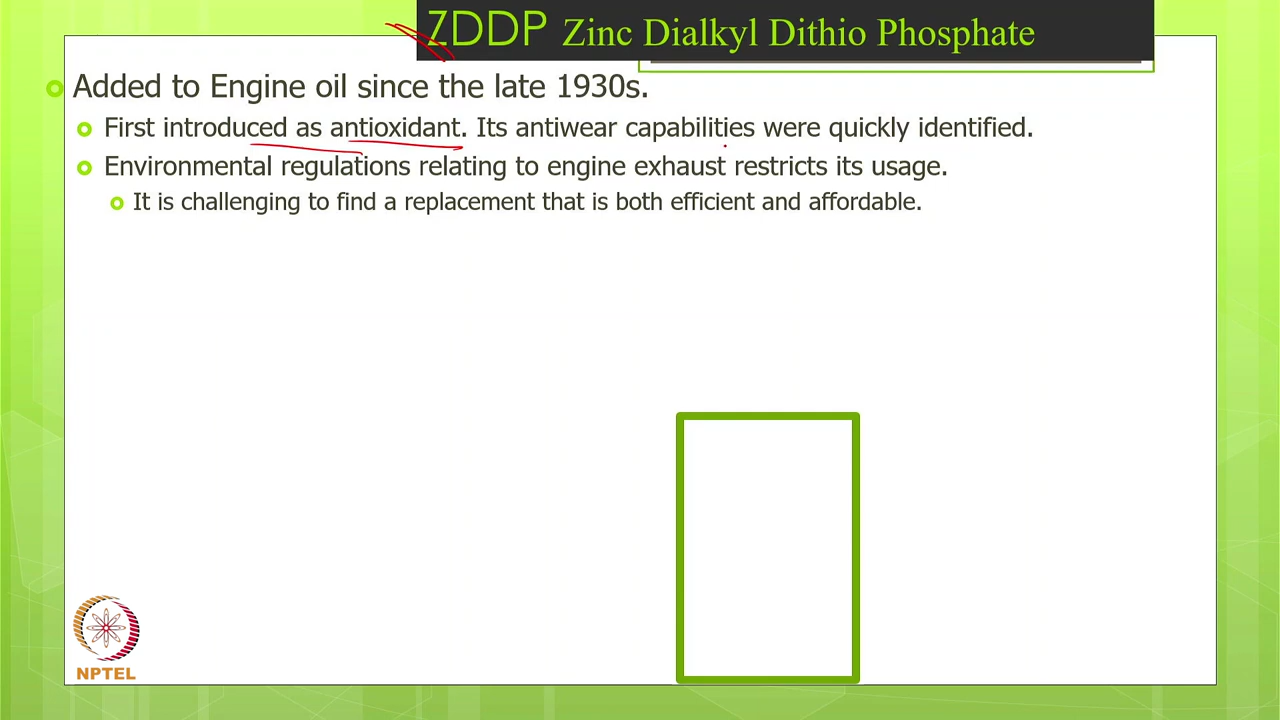 ZDDP Zinc Dialkyl Dithio Phosphate
Added to Engine oil since the late 1930s.
First introduced as antioxidant. Its antiwear capabilities were quickly identified.
Environmental regulations relating to engine exhaust restricts its usage.
It is challenging to find a replacement that is both efficient and affordable.
NPTEL